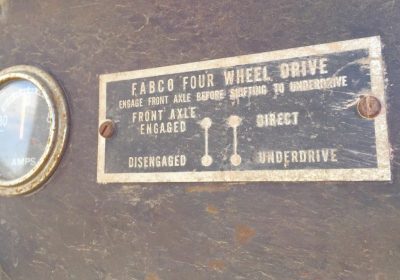 FABCO FOUR WHEEL DRIVE
ENGAGE FRONT AXLE BEFORE SHIFTING TO UNDERDRIVE
FRONT AXLE
ENGAGED DIRECT
DISENGAGED UNDERDRIVE
AMPS